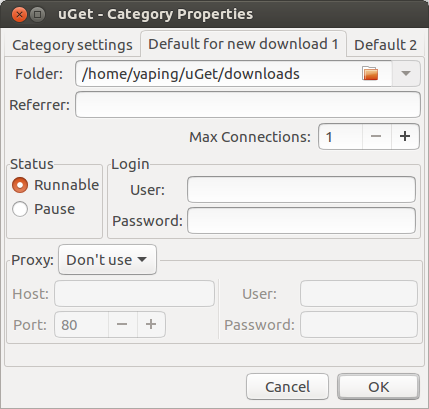 uGet - Category Properties
Category settings Default for new download 1 Default 2
Folder: /home/yaping/uGet/downloads
Referrer:
Max Connections: 1
Status Login
Runnable User:
Pause Password:
Proxy: Don't use
Host: User:
Port: 80 Password:
Cancel OK